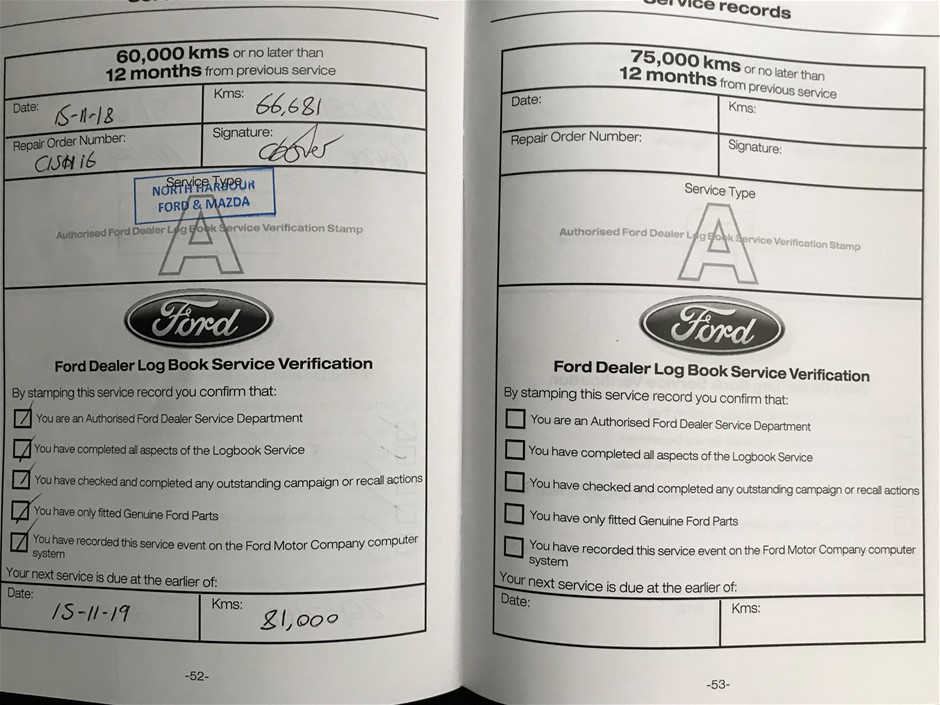 Service records
60,000 kms or no later than
12 months from previous service
Date: 15-11-18
Kms: 66,681
Repair Order Number:
Signature:
Service Type
NORTH HARBOUR
FORD & MAZDA
A
Authorised Ford Dealer Log Book Service Verification Stamp
Ford
Ford Dealer Log Book Service Verification
By stamping this service record you confirm that:
You are an Authorised Ford Dealer Service Department
You have completed all aspects of the Logbook Service
You have checked and completed any outstanding campaign or recall actions
You have only fitted Genuine Ford Parts
You have recorded this service event on the Ford Motor Company computer
system
Your next service is due at the earlier of:
Date: 15-11-19
Kms: 81,000
-52-
75,000 kms or no later than
12 months from previous service
Date:
Kms:
Repair Order Number:
Signature:
Service Type
A
Authorised Ford Dealer Log Book Service Verification Stamp
Ford
Ford Dealer Log Book Service Verification
By stamping this service record you confirm that:
You are an Authorised Ford Dealer Service Department
You have completed all aspects of the Logbook Service
You have checked and completed any outstanding campaign or recall actions
You have only fitted Genuine Ford Parts
You have recorded this service event on the Ford Motor Company computer
system
Your next service is due at the earlier of:
Date:
Kms:
-53-